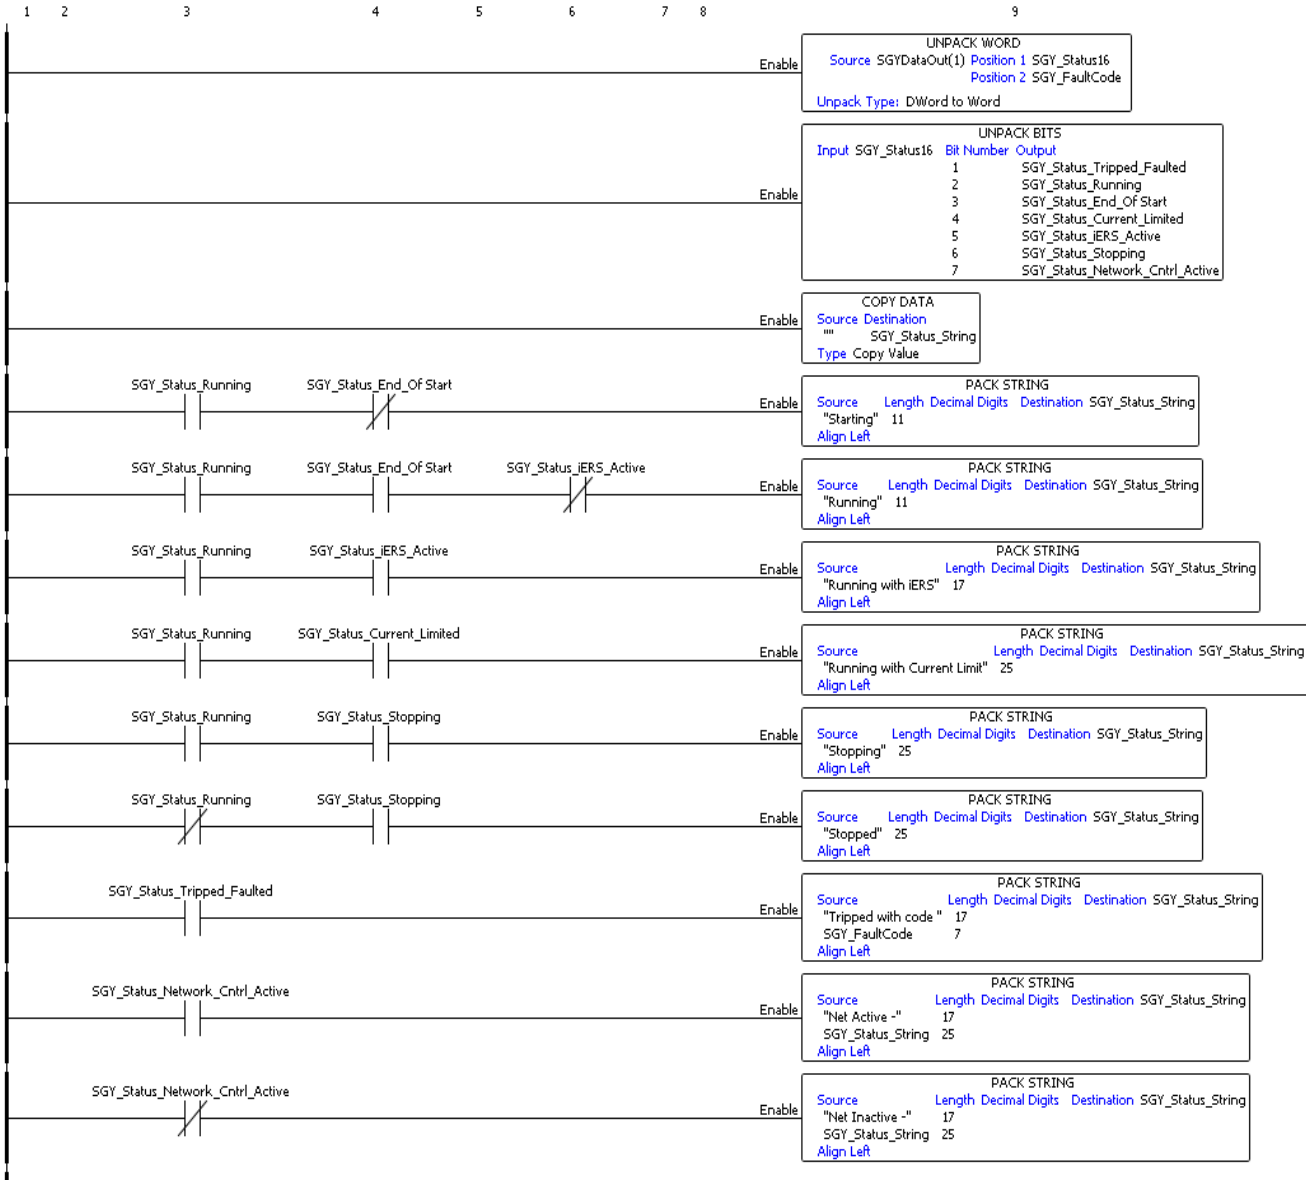 1 2 3 4 5 6 7 8 9
UNPACK WORD
Enable
Source SGYDataOut(1) Position 1 SGY_Status16
Position 2 SGY_FaultCode
Unpack Type: DWord to Word
UNPACK BITS
Input SGY_Status16 Bit Number Output
1 SGY_Status_Tripped_Faulted
Enable
2 SGY_Status_Running
3 SGY_Status_End_Of Start
4 SGY_Status_Current_Limited
5 SGY_Status_iERS_Active
6 SGY_Status_Stopping
7 SGY_Status_Network_Cntrl_Active
COPY DATA
Enable
Source Destination
"" SGY_Status_String
Type Copy Value
SGY_Status_Running SGY_Status_End_Of Start
PACK STRING
Enable
Source Length Decimal Digits Destination SGY_Status_String
"Starting" 11
Align Left
SGY_Status_Running SGY_Status_End_Of Start SGY_Status_iERS_Active
PACK STRING
Enable
Source Length Decimal Digits Destination SGY_Status_String
"Running" 11
Align Left
SGY_Status_Running SGY_Status_iERS_Active
PACK STRING
Enable
Source Length Decimal Digits Destination SGY_Status_String
"Running with iERS" 17
Align Left
SGY_Status_Running SGY_Status_Current_Limited
PACK STRING
Enable
Source Length Decimal Digits Destination SGY_Status_String
"Running with Current Limit" 25
Align Left
SGY_Status_Running SGY_Status_Stopping
PACK STRING
Enable
Source Length Decimal Digits Destination SGY_Status_String
"Stopping" 25
Align Left
SGY_Status_Running SGY_Status_Stopping
PACK STRING
Enable
Source Length Decimal Digits Destination SGY_Status_String
"Stopped" 25
Align Left
SGY_Status_Tripped_Faulted
PACK STRING
Enable
Source Length Decimal Digits Destination SGY_Status_String
"Tripped with code " 17
SGY_FaultCode 7
Align Left
SGY_Status_Network_Cntrl_Active
PACK STRING
Enable
Source Length Decimal Digits Destination SGY_Status_String
"Net Active -" 17
SGY_Status_String 25
Align Left
SGY_Status_Network_Cntrl_Active
PACK STRING
Enable
Source Length Decimal Digits Destination SGY_Status_String
"Net Inactive -" 17
SGY_Status_String 25
Align Left